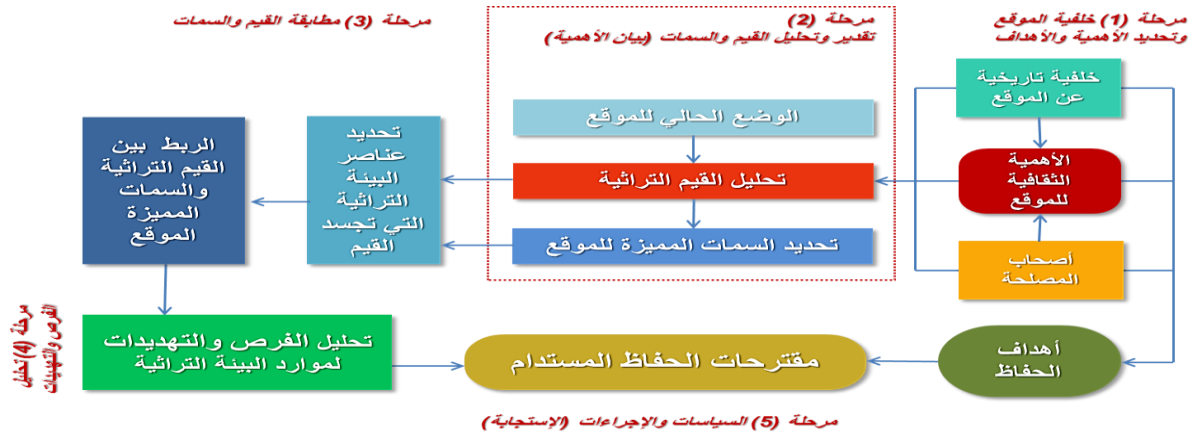 مرحلة (1) خلفية الموقع
وتحديد الأهمية والأهداف
خلفية تاريخية
عن الموقع
الأهمية
الثقافية
للموقع
أصحاب
المصلحة
أهداف
الحفاظ
مرحلة (2)
تقدير وتحليل القيم والسمات (بيان الأهمية)
الوضع الحالي للموقع
تحليل القيم التراثية
تحديد السمات المميزة للموقع
مرحلة (3) مطابقة القيم والسمات
تحديد
عناصر
البيئة
التراثية
التي تجسد
القيم
الربط بين
القيم التراثية
والسمات
المميزة
الموقع
مرحلة (4) تحليل
الفرص والتهديدات
تحليل الفرص والتهديدات
لموارد البيئة التراثية
مقترحات الحفاظ المستدام
مرحلة (5) السياسات والإجراءات (الإستجابة)